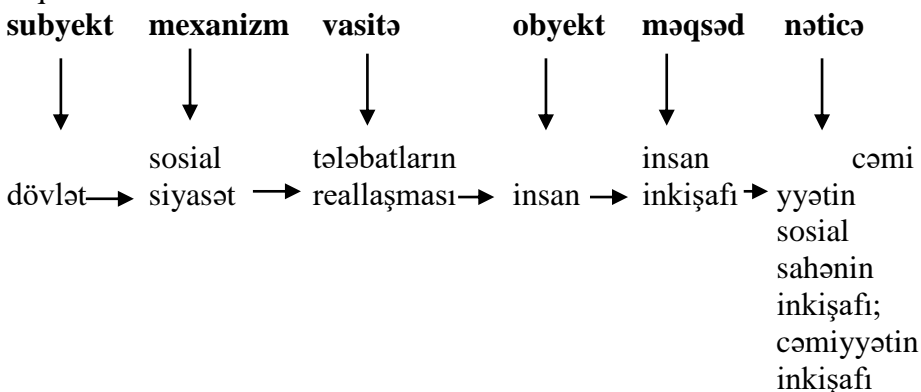 subyekt mexanizm vasitə obyekt məqsəd nəticə
sosial tələbatların insan cəmi
dövlət siyasət reallaşması insan inkişafı yyətin
sosial
sahənin
inkişafı;
cəmiyyətin
inkişafı